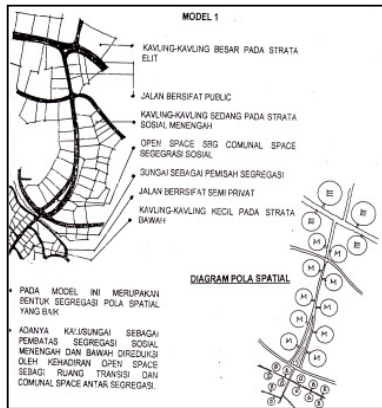 MODEL 1
KAVLING-KAVLING BESAR PADA STRATA
ELIT
JALAN BERSIFAT PUBLIC
KAVLING-KAVLING SEDANG PADA STRATA
SOSIAL MENENGAH
OPEN SPACE SBG COMUNAL SPACE
SEGEGRASI SOSIAL
SUNGAI SEBAGAI PEMISAH SEGREGASI
JALAN BERRSIFAT SEMI PRIVAT
KAVLING-KAVLING KECIL PADA STRATA
BAWAH
DIAGRAM POLA SPATIAL
• PADA MODEL INI MERUPAKAN
BENTUK SEGREGASI POLA SPATIAL
YANG BAIK
• ADANYA KALI/SUNGAI SEBAGAI
PEMBATAS SEGREGASI SOSIAL
MENENGAH DAN BAWAH DIREDUKSI
OLEH KEHADIRAN OPEN SPACE
SEBAGI RUANG TRANSISI DAN
COMUNAL SPACE ANTAR SEGREGASI.
E
E
E
E
M
M
M
M
M
M
M
M
M
M